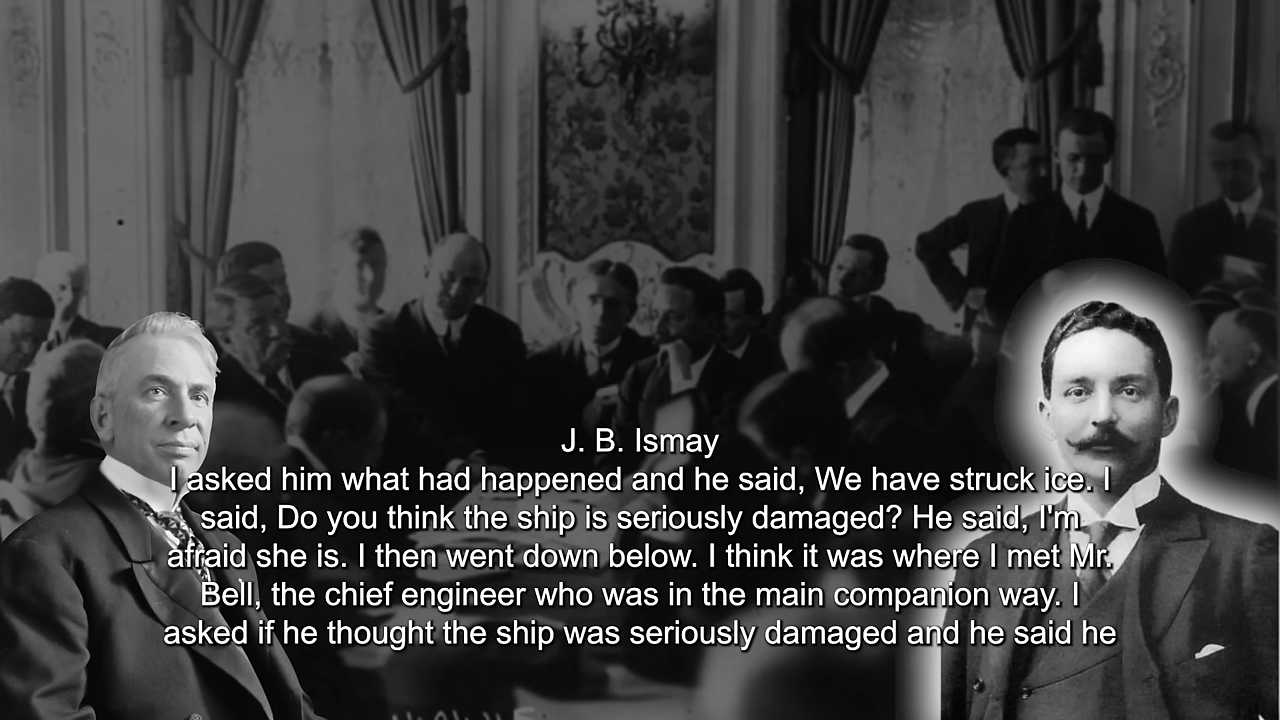 J. B. Ismay
I asked him what had happened and he said, We have struck ice. I
said, Do you think the ship is seriously damaged? He said, I'm
afraid she is. I then went down below. I think it was where I met Mr.
Bell, the chief engineer who was in the main companion way. I
asked if he thought the ship was seriously damaged and he said he